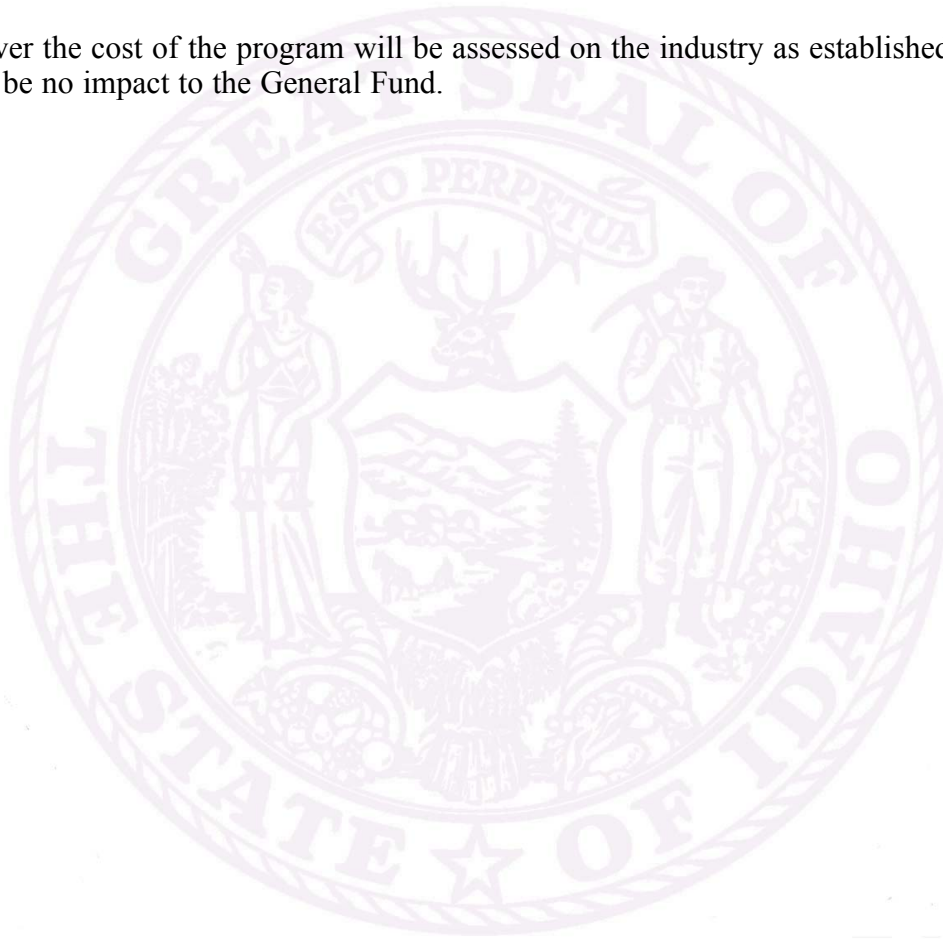 ver the cost of the program will be assessed on the industry as established
be no impact to the General Fund.
GREAT SEAL OF
THE STATE OF IDAHO
ESTO PERPETUA